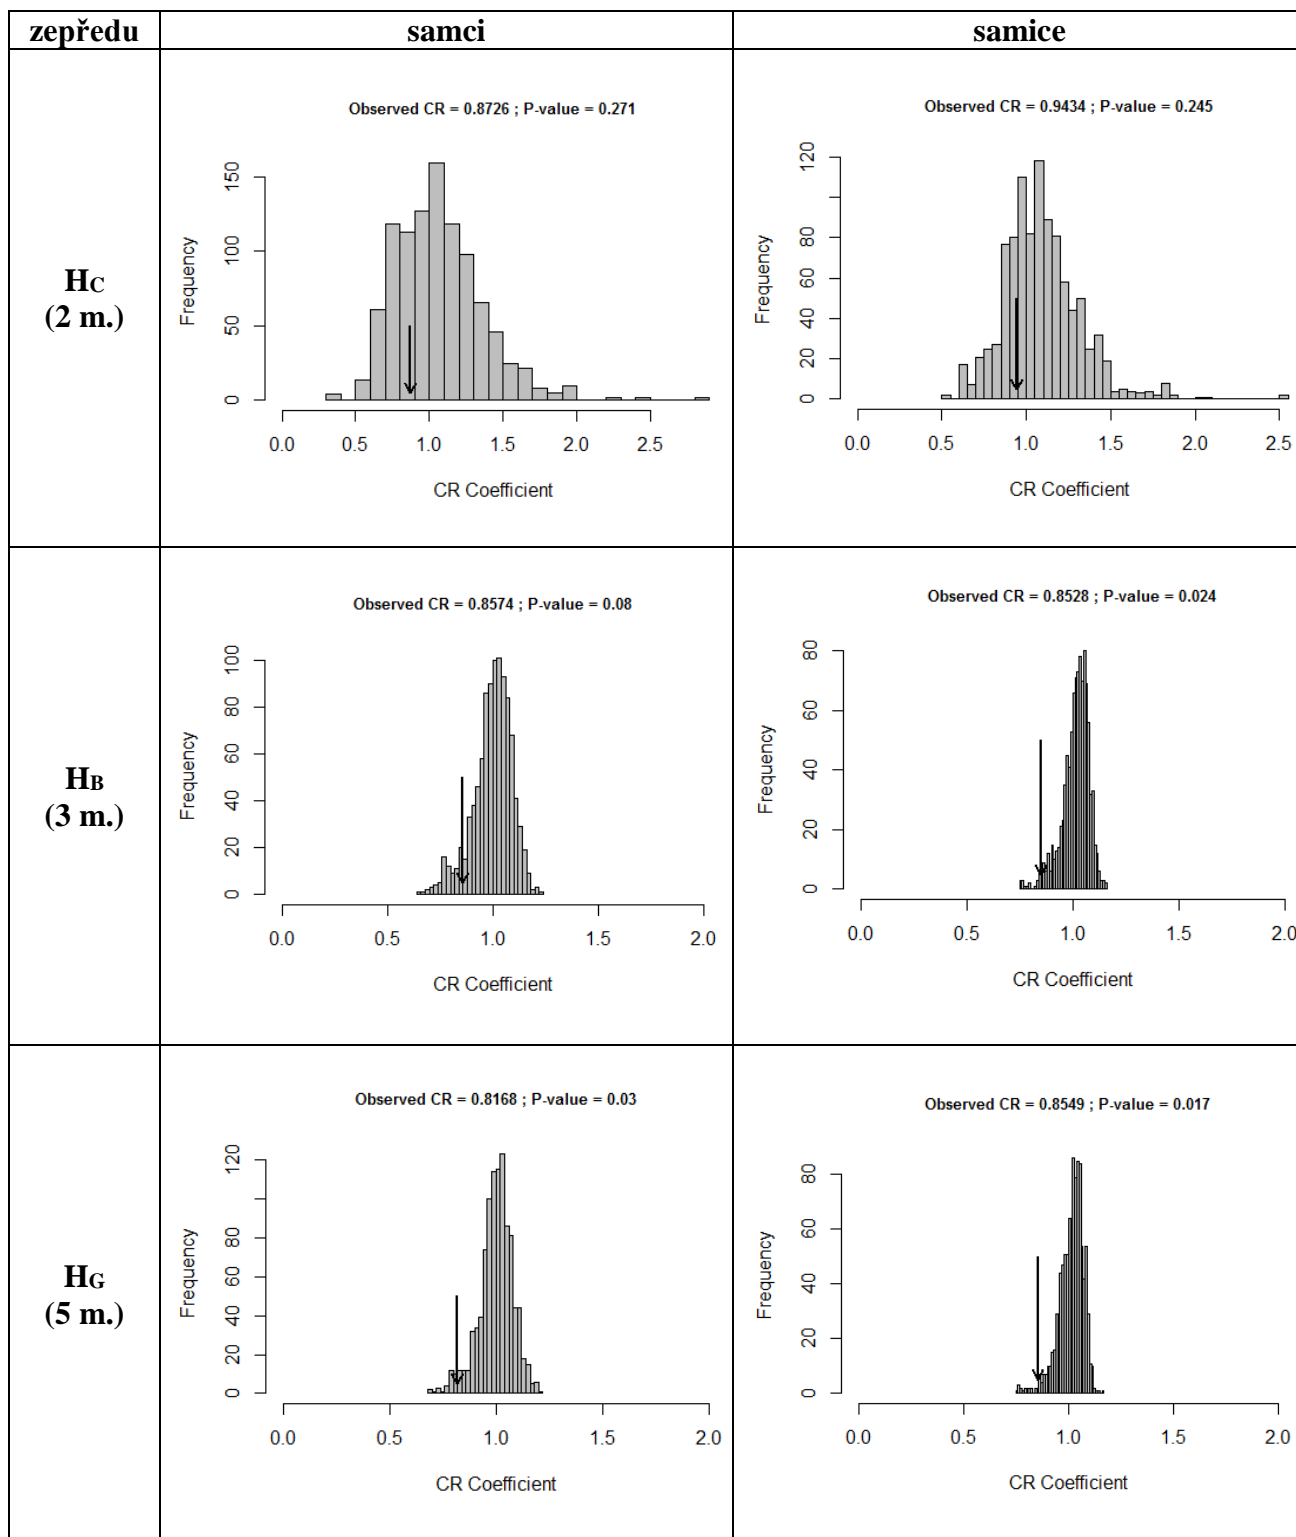 zepředu samci samice
Observed CR = 0.8726 ; P-value = 0.271
Frequency
0 50 100 150
0.0 0.5 1.0 1.5 2.0 2.5
CR Coefficient
Observed CR = 0.9434 ; P-value = 0.245
Frequency
0 20 40 60 80 120
0.0 0.5 1.0 1.5 2.0 2.5
CR Coefficient
HC
(2 m.)
Observed CR = 0.8574 ; P-value = 0.08
Frequency
0 20 40 60 80 100
0.0 0.5 1.0 1.5 2.0
CR Coefficient
Observed CR = 0.8528 ; P-value = 0.024
Frequency
0 20 40 60 80
0.0 0.5 1.0 1.5 2.0
CR Coefficient
HB
(3 m.)
Observed CR = 0.8168 ; P-value = 0.03
Frequency
0 20 40 60 80 120
0.0 0.5 1.0 1.5 2.0
CR Coefficient
Observed CR = 0.8549 ; P-value = 0.017
Frequency
0 20 40 60 80
0.0 0.5 1.0 1.5 2.0
CR Coefficient
HG
(5 m.)